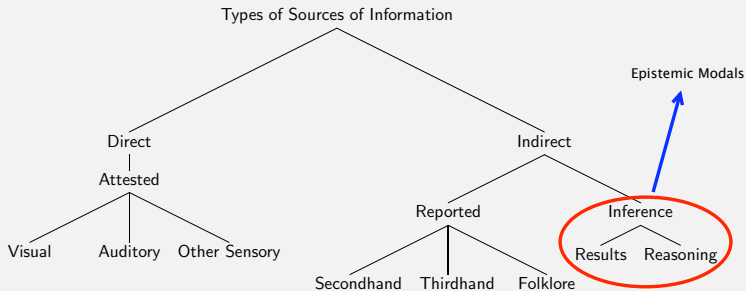 Types of Sources of Information
Epistemic Modals
Direct
Indirect
Attested
Reported
Inference
Visual
Auditory
Other Sensory
Results
Reasoning
Secondhand
Thirdhand
Folklore